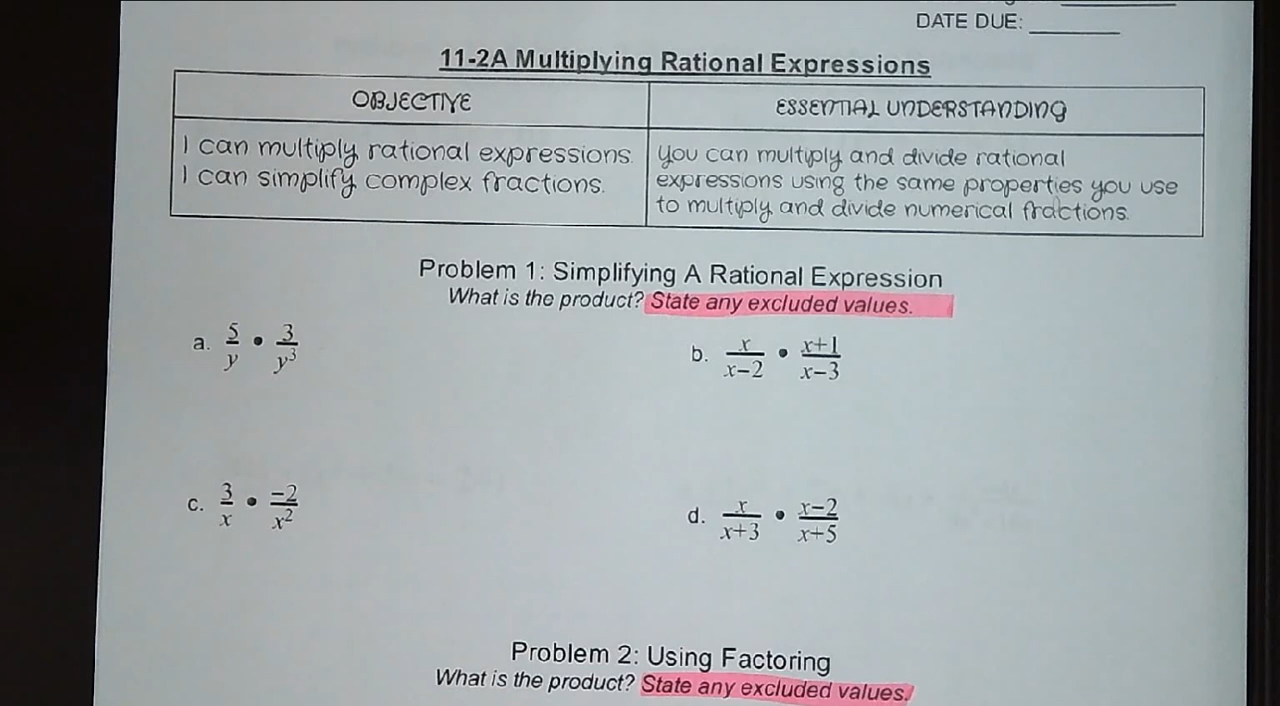 DATE DUE: ________
11-2A Multiplying Rational Expressions
OBJECTIVE
ESSENTIAL UNDERSTANDING
I can multiply rational expressions.
I can simplify complex fractions.
You can multiply and divide rational
expressions using the same properties you use
to multiply and divide numerical fractions.
Problem 1: Simplifying A Rational Expression
What is the product? State any excluded values.
a. 5/y • 3/y³
b. x/(x−2) • (x+1)/(x−3)
c. 3/x • −2/x²
d. x/(x+3) • (x−2)/(x+5)
Problem 2: Using Factoring
What is the product? State any excluded values.